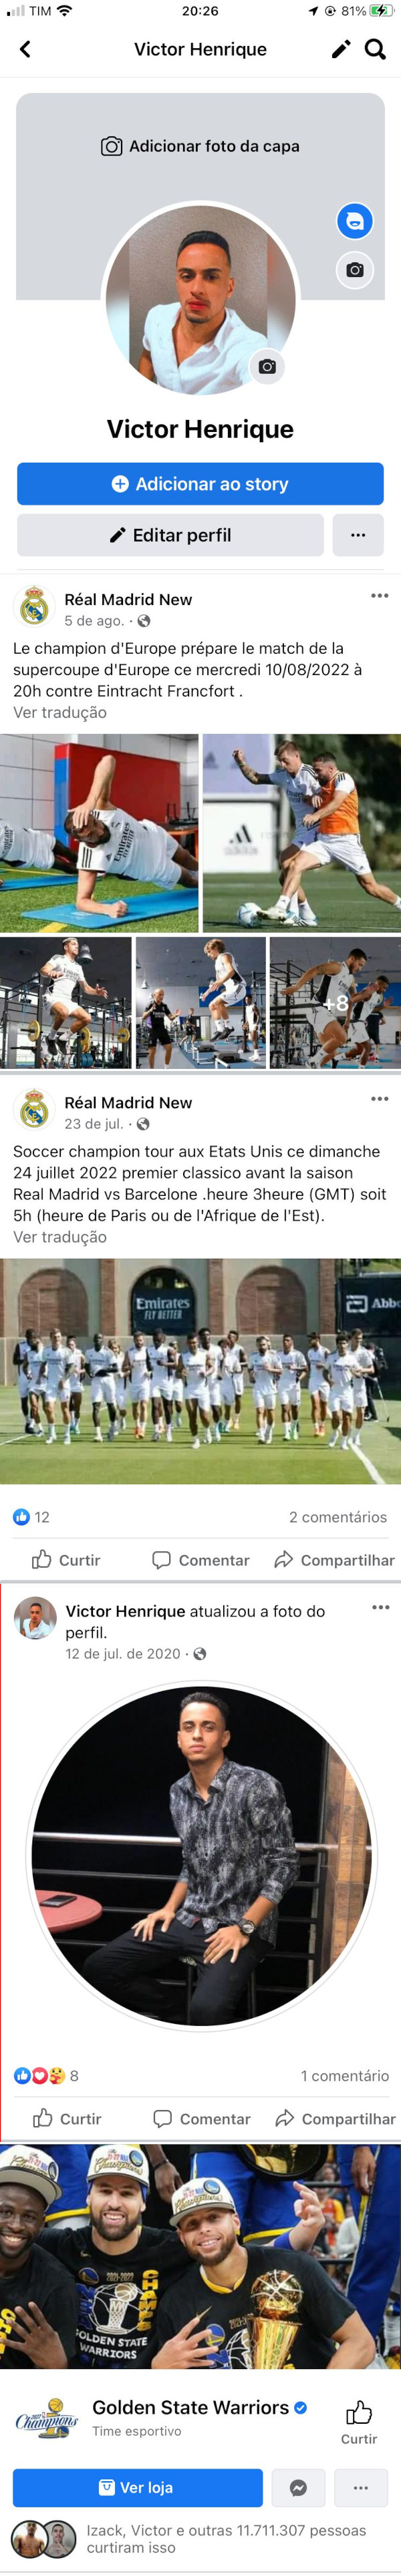 TIM 20:26 81%
Victor Henrique
Adicionar foto da capa
Victor Henrique
Adicionar ao story
Editar perfil
Réal Madrid New
5 de ago. ·
Le champion d'Europe prépare le match de la
supercoupe d'Europe ce mercredi 10/08/2022 à
20h contre Eintracht Francfort .
Ver tradução
+8
Réal Madrid New
23 de jul. ·
Soccer champion tour aux Etats Unis ce dimanche
24 juillet 2022 premier classico avant la saison
Real Madrid vs Barcelone .heure 3heure (GMT) soit
5h (heure de Paris ou de l'Afrique de l'Est).
Ver tradução
Emirates
FLY BETTER
Abbo
12 2 comentários
Curtir Comentar Compartilhar
Victor Henrique atualizou a foto do
perfil.
12 de jul. de 2020 ·
8 1 comentário
Curtir Comentar Compartilhar
2021-2022
GOLDEN STATE
WARRIORS
Champions
Golden State Warriors
Time esportivo
Curtir
Ver loja
Izack, Victor e outras 11.711.307 pessoas
curtiram isso